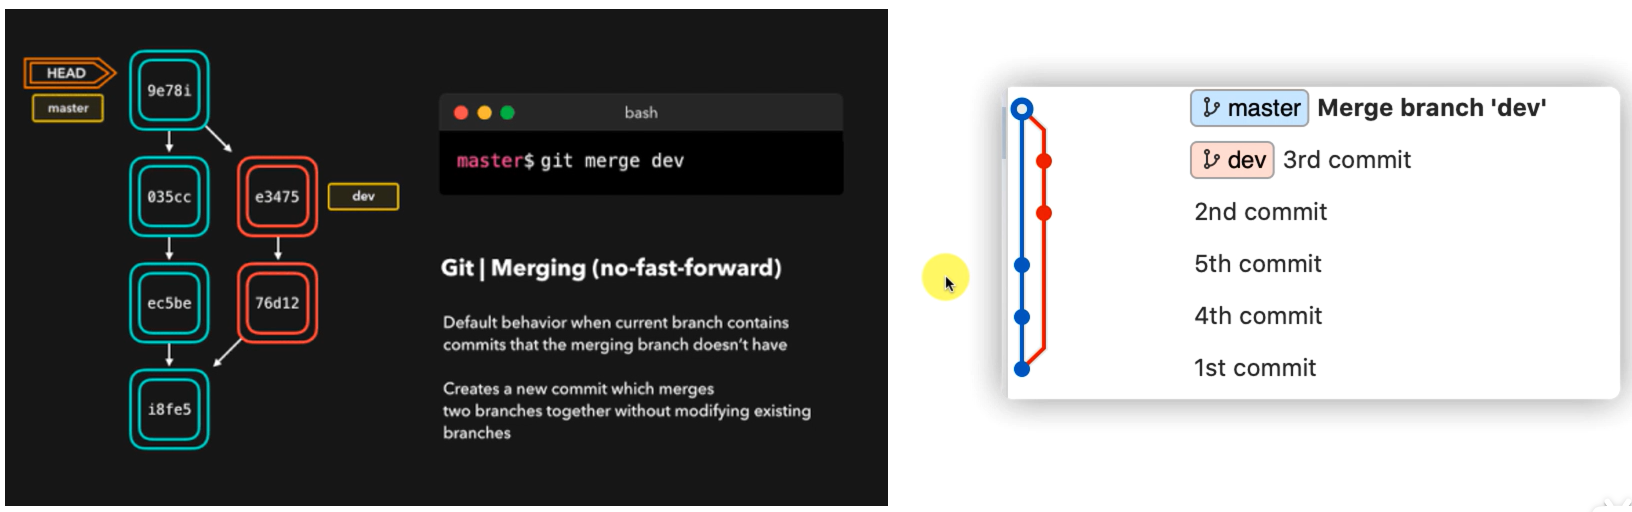 HEAD
master
9e78i
035cc
e3475
dev
ec5be
76d12
i8fe5
bash
master$ git merge dev
Git | Merging (no-fast-forward)
Default behavior when current branch contains
commits that the merging branch doesn't have
Creates a new commit which merges
two branches together without modifying existing
branches
master Merge branch 'dev'
dev 3rd commit
2nd commit
5th commit
4th commit
1st commit